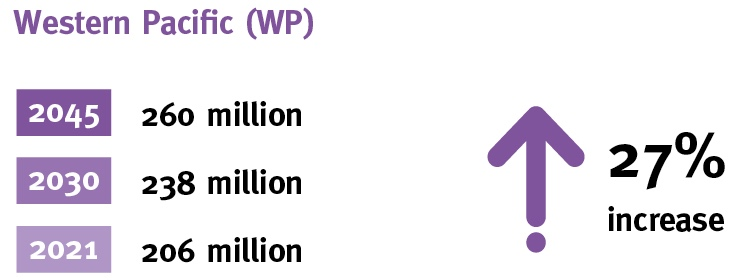 Western Pacific (WP)
2045 260 million
2030 238 million
2021 206 million
27%
increase